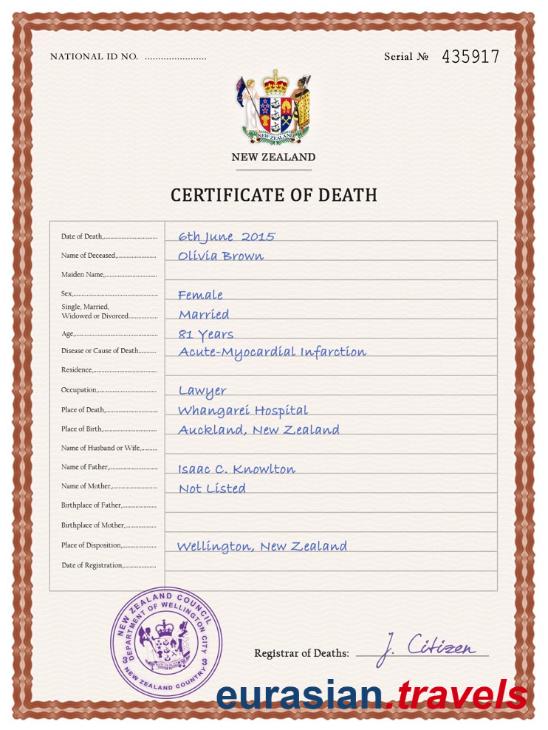 NATIONAL ID NO. ........................
Serial № 435917
NEW ZEALAND
NEW ZEALAND
CERTIFICATE OF DEATH
Date of Death,........................ 6th June 2015
Name of Deceased,.................. Olivia Brown
Maiden Name,........................
Sex,........................ Female
Single, Married,
Widowed or Divorced............. Married
Age,........................ 81 Years
Disease or Cause of Death......... Acute-Myocardial Infarction
Residence,........................
Occupation,........................ Lawyer
Place of Death,........................ Whangarei Hospital
Place of Birth,........................ Auckland, New Zealand
Name of Husband or Wife,.......
Name of Father,........................ Isaac C. Knowlton
Name of Mother,........................ Not Listed
Birthplace of Father,...............
Birthplace of Mother,..............
Place of Disposition,............... Wellington, New Zealand
Date of Registration,...............
NEW ZEALAND COUNCIL
DEPARTMENT OF WELLINGTON CITY
NEW ZEALAND COUNTRY
Registrar of Deaths: J. Citizen
eurasian.travels